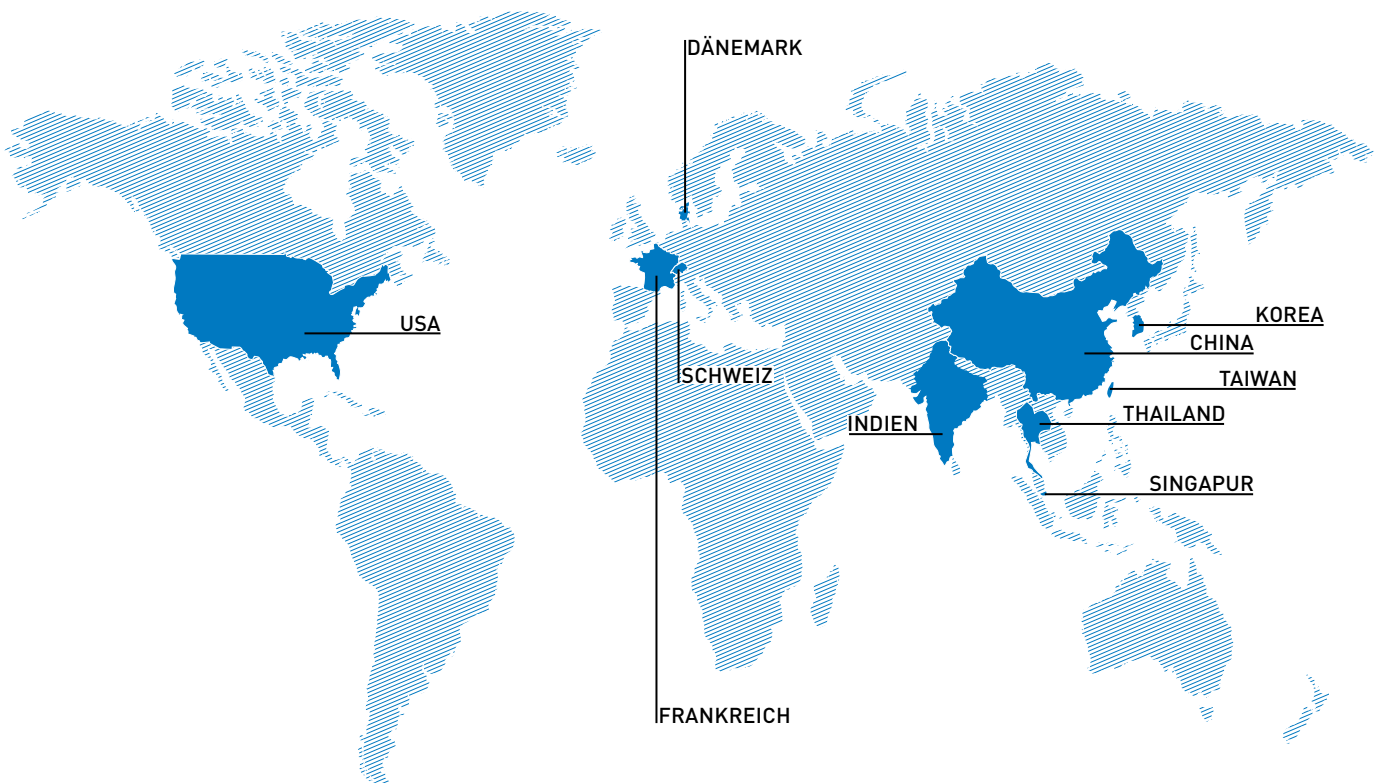 DÄNEMARK
USA
KOREA
CHINA
SCHWEIZ
TAIWAN
INDIEN
THAILAND
SINGAPUR
FRANKREICH